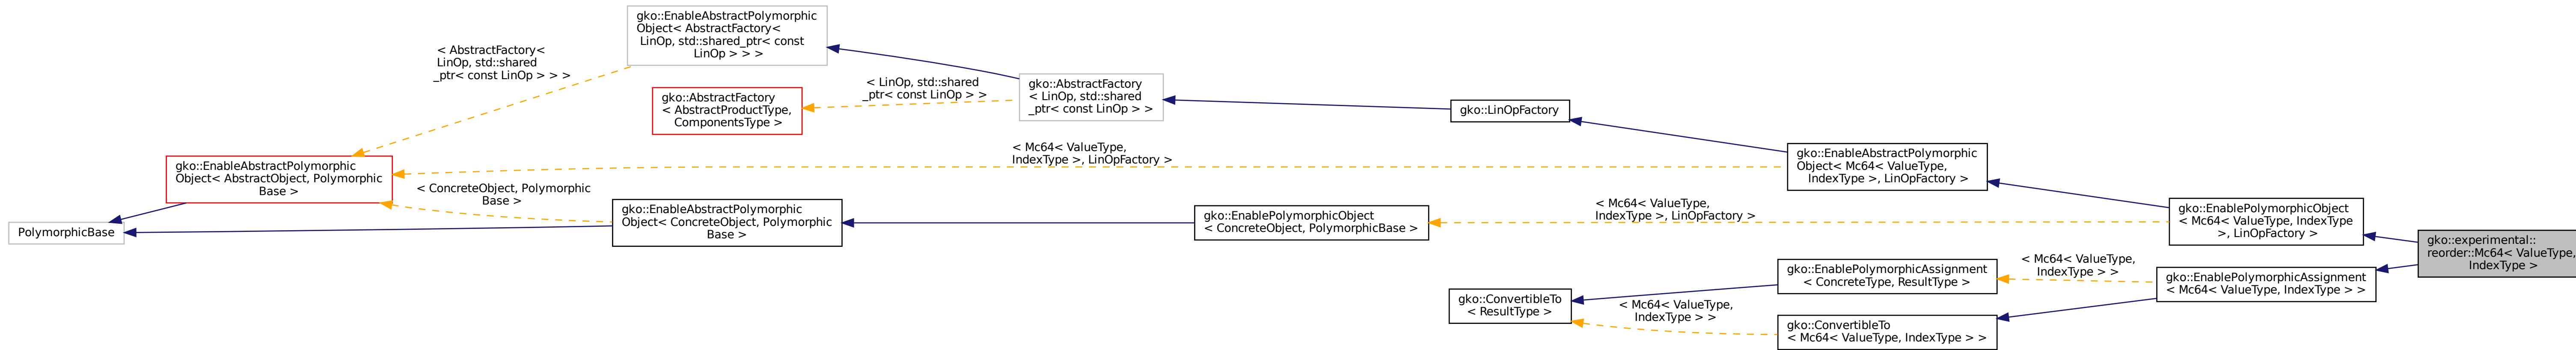 gko::EnableAbstractPolymorphic
Object< AbstractFactory<
LinOp, std::shared_ptr< const
LinOp > > >
< AbstractFactory<
LinOp, std::shared
_ptr< const LinOp > > >
gko::AbstractFactory
< AbstractProductType,
ComponentsType >
< LinOp, std::shared
_ptr< const LinOp > >
gko::AbstractFactory
< LinOp, std::shared
_ptr< const LinOp > >
gko::LinOpFactory
gko::EnableAbstractPolymorphic
Object< AbstractObject, Polymorphic
Base >
< Mc64< ValueType,
IndexType >, LinOpFactory >
gko::EnableAbstractPolymorphic
Object< Mc64< ValueType,
IndexType >, LinOpFactory >
< ConcreteObject, Polymorphic
Base >
PolymorphicBase
gko::EnableAbstractPolymorphic
Object< ConcreteObject, Polymorphic
Base >
gko::EnablePolymorphicObject
< ConcreteObject, PolymorphicBase >
< Mc64< ValueType,
IndexType >, LinOpFactory >
gko::EnablePolymorphicObject
< Mc64< ValueType, IndexType
>, LinOpFactory >
gko::experimental::
reorder::Mc64< ValueType,
IndexType >
gko::ConvertibleTo
< ResultType >
gko::EnablePolymorphicAssignment
< ConcreteType, ResultType >
< Mc64< ValueType,
IndexType > >
gko::EnablePolymorphicAssignment
< Mc64< ValueType, IndexType > >
< Mc64< ValueType,
IndexType > >
gko::ConvertibleTo
< Mc64< ValueType, IndexType > >